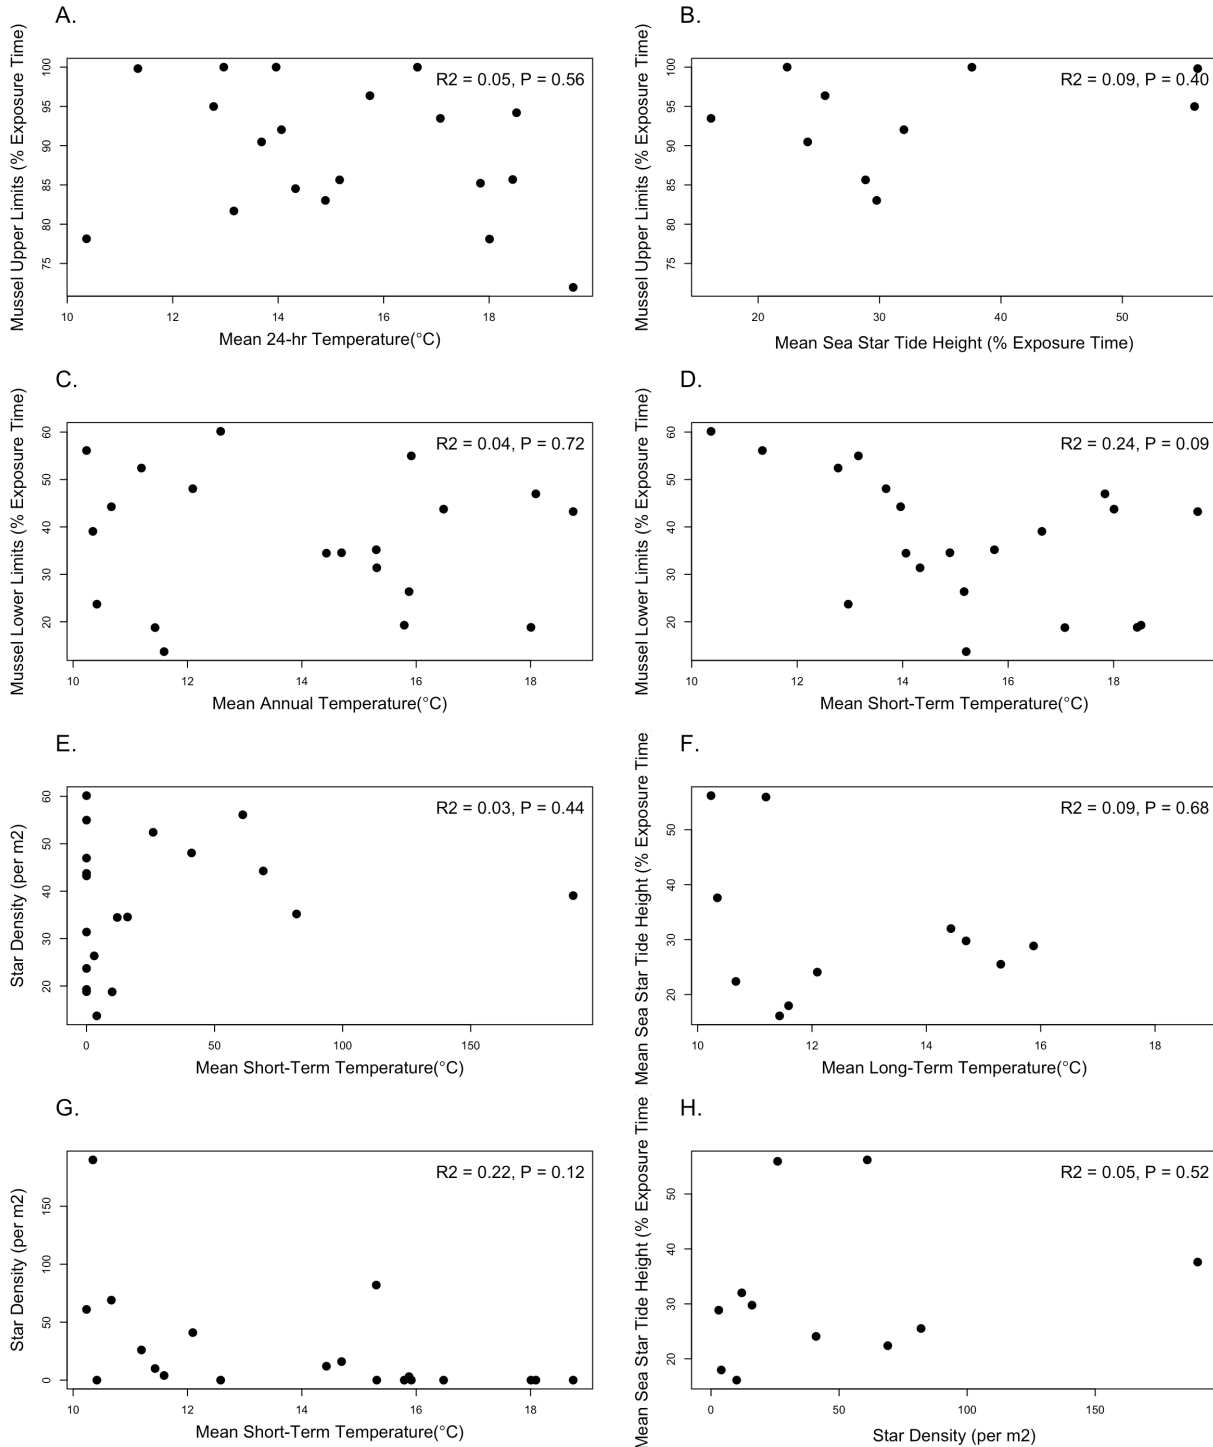 A.
Mussel Upper Limits (% Exposure Time)
100
95
90
85
80
75
R2 = 0.05, P = 0.56
10 12 14 16 18
Mean 24-hr Temperature(°C)
B.
Mussel Upper Limits (% Exposure Time)
100
95
90
85
80
75
R2 = 0.09, P = 0.40
20 30 40 50
Mean Sea Star Tide Height (% Exposure Time)
C.
Mussel Lower Limits (% Exposure Time)
60
50
40
30
20
R2 = 0.04, P = 0.72
10 12 14 16 18
Mean Annual Temperature(°C)
D.
Mussel Lower Limits (% Exposure Time)
60
50
40
30
20
R2 = 0.24, P = 0.09
10 12 14 16 18
Mean Short-Term Temperature(°C)
E.
Star Density (per m2)
60
50
40
30
20
R2 = 0.03, P = 0.44
0 50 100 150
Mean Short-Term Temperature(°C)
F.
Mean Sea Star Tide Height (% Exposure Time
50
40
30
20
R2 = 0.09, P = 0.68
10 12 14 16 18
Mean Long-Term Temperature(°C)
G.
Star Density (per m2)
150
100
50
0
R2 = 0.22, P = 0.12
10 12 14 16 18
Mean Short-Term Temperature(°C)
H.
Mean Sea Star Tide Height (% Exposure Time
50
40
30
20
R2 = 0.05, P = 0.52
0 50 100 150
Star Density (per m2)